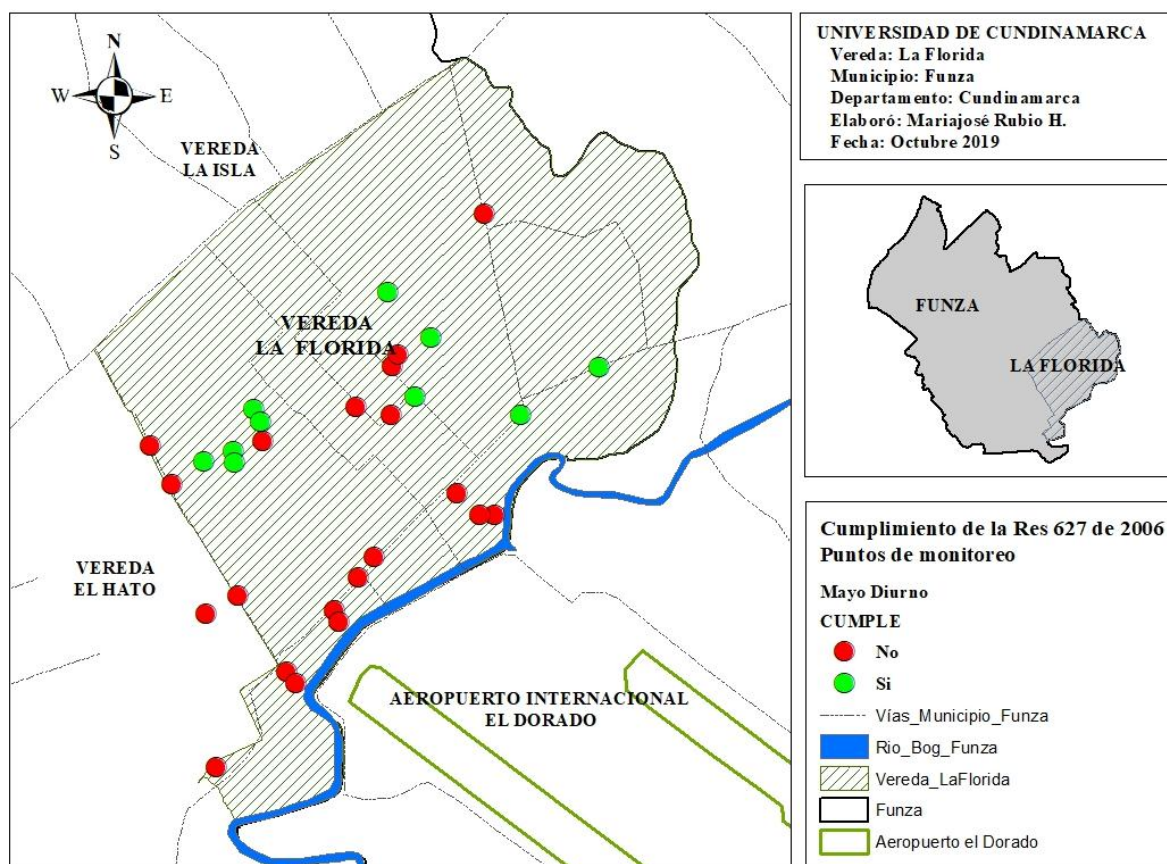 N
W
E
S
VEREDA
LA ISLA
VEREDA
LA FLORIDA
VEREDA
EL HATO
AEROPUERTO INTERNACIONAL
EL DORADO
UNIVERSIDAD DE CUNDINAMARCA
Vereda: La Florida
Municipio: Funza
Departamento: Cundinamarca
Elaboró: Mariajosé Rubio H.
Fecha: Octubre 2019
FUNZA
LA FLORIDA
Cumplimiento de la Res 627 de 2006
Puntos de monitoreo
Mayo Diurno
CUMPLE
No
Si
Vías_Municipio_Funza
Rio_Bog_Funza
Vereda_LaFlorida
Funza
Aeropuerto el Dorado